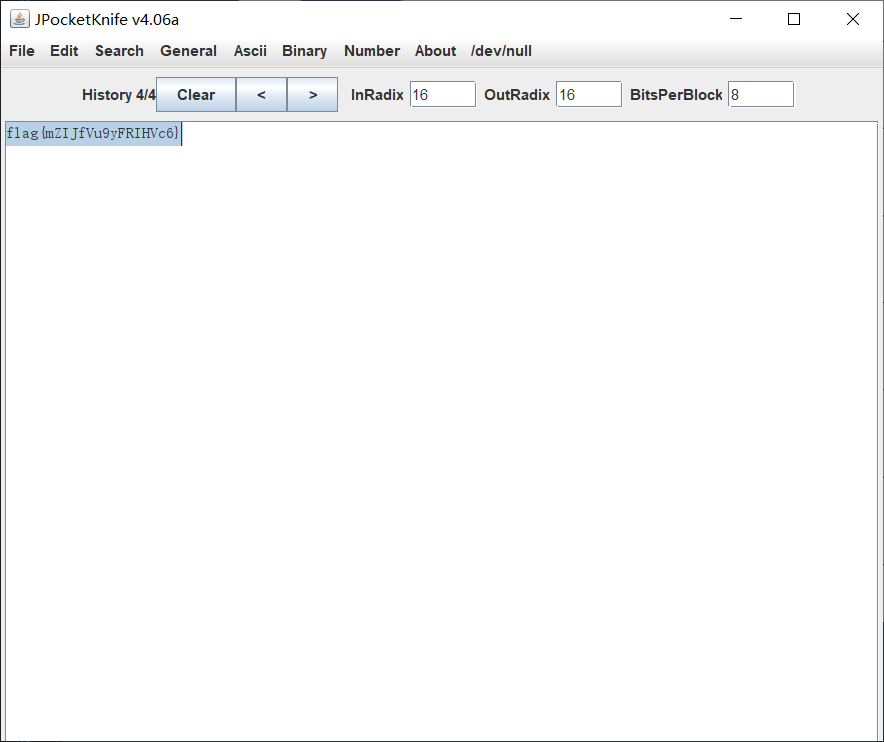 JPocketKnife v4.06a
File Edit Search General Ascii Binary Number About /dev/null
History 4/4 Clear < > InRadix 16 OutRadix 16 BitsPerBlock 8
flag{mZIJfVu9yFRIHVc6}